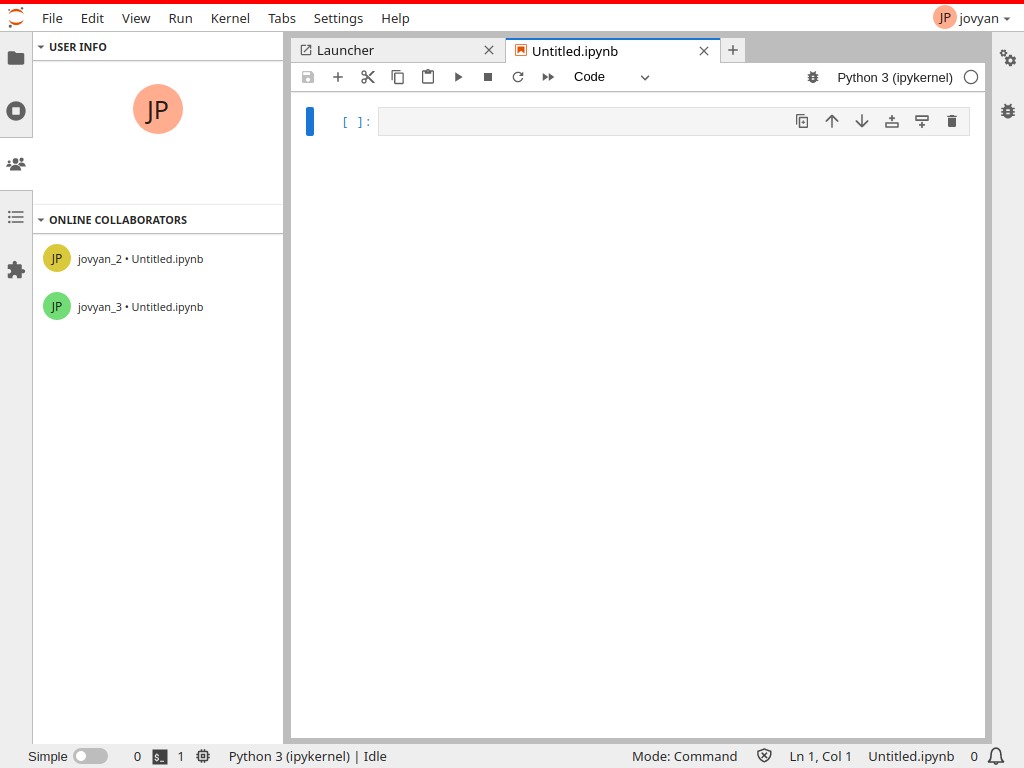 File Edit View Run Kernel Tabs Settings Help JP jovyan
USER INFO
JP
ONLINE COLLABORATORS
JP jovyan_2 • Untitled.ipynb
JP jovyan_3 • Untitled.ipynb
Launcher Untitled.ipynb
Code Python 3 (ipykernel)
[ ]:
Simple 0 $_ 1 Python 3 (ipykernel) | Idle Mode: Command Ln 1, Col 1 Untitled.ipynb 0